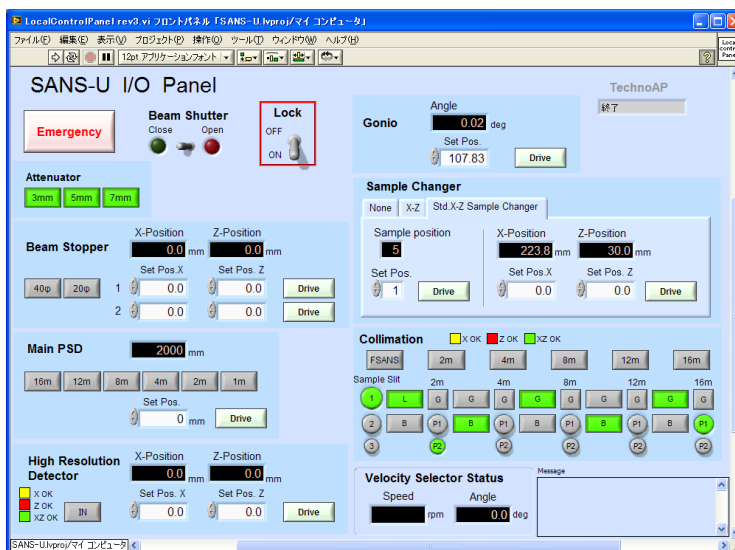 LocalControlPanel rev3.vi フロントパネル「SANS-U.lvproj/マイ コンピュータ」
ファイル(F) 編集(E) 表示(V) プロジェクト(P) 操作(O) ツール(T) ウィンドウ(W) ヘルプ(H)
12pt アプリケーションフォント
SANS-U I/O Panel
TechnoAP
終了
Emergency
Beam Shutter
Close Open
Lock
OFF
ON
Gonio
Angle
0.02 deg
Set Pos.
107.83 Drive
Attenuator
3mm 5mm 7mm
Sample Changer
None X-Z Std.X-Z Sample Changer
Sample position X-Position Z-Position
5 223.8 mm 30.0 mm
Set Pos. Set Pos.X Set Pos. Z
1 Drive 0.0 0.0 Drive
Beam Stopper
X-Position Z-Position
0.0 mm 0.0 mm
Set Pos.X Set Pos. Z
40φ 20φ 1 0.0 0.0 Drive
2 0.0 0.0 Drive
Main PSD 2000 mm
16m 12m 8m 4m 2m 1m
Set Pos.
0 mm Drive
Collimation X OK Z OK XZ OK
FSANS 2m 4m 8m 12m 16m
Sample Slit 2m 4m 8m 12m 16m
1 L G G G G G G G G
2 B P1 B P1 B P1 B P1 B P1
3 P2 P2 P2 P2 P2
High Resolution Detector
X-Position Z-Position
0.0 mm 0.0 mm
X OK
Z OK
XZ OK
IN
Set Pos. X Set Pos. Z
0.0 0.0 Drive
Velocity Selector Status
Speed Angle
rpm 0.0 deg
Message
SANS-U.lvproj/マイ コンピュータ